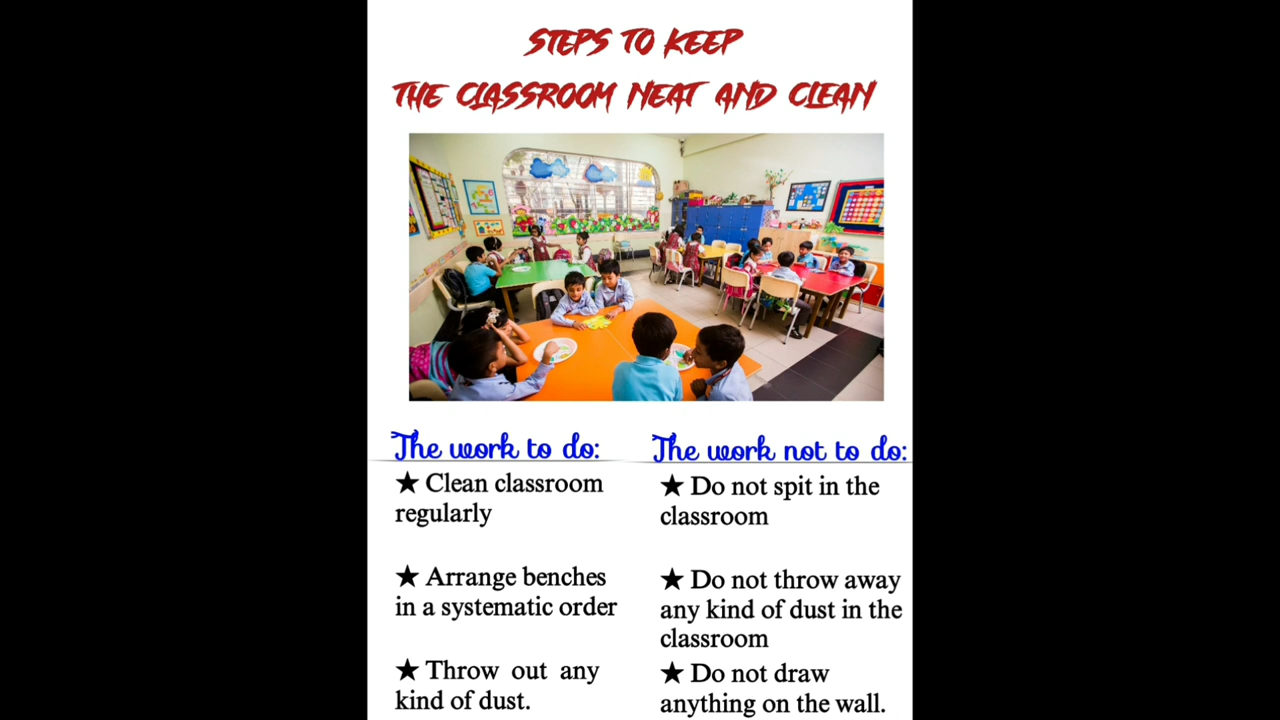 STEPS TO KEEP
THE CLASSROOM NEAT AND CLEAN
The work to do:
★ Clean classroom
regularly
★ Arrange benches
in a systematic order
★ Throw out any
kind of dust.
The work not to do:
★ Do not spit in the
classroom
★ Do not throw away
any kind of dust in the
classroom
★ Do not draw
anything on the wall.